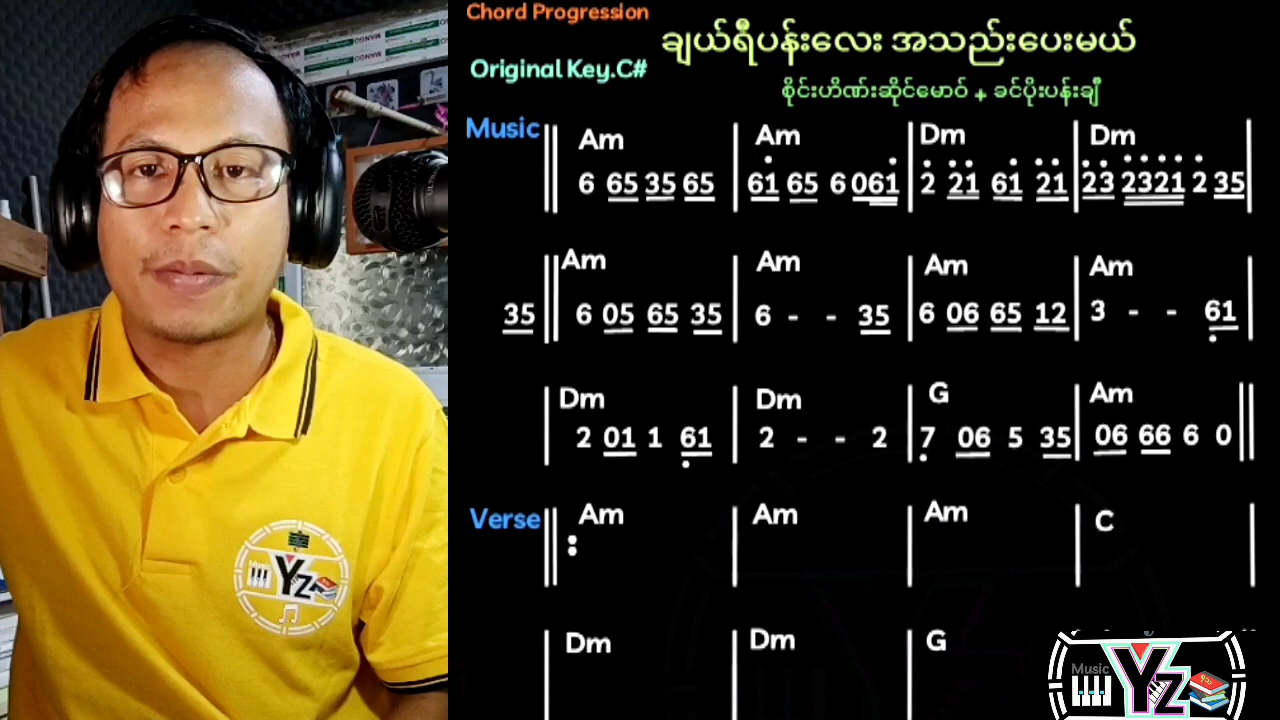 Chord Progression
ချယ်ရီပန်းလေး အသည်းပေးမယ်
Original Key.C#
စိုင်းဟိဏ်းဆိုင်မောဝ် + ခင်ပိုးပန်းချီ
Music
Am Am Dm Dm
6 65 35 65 | 61 65 6 061 | 2 21 61 21 | 23 2321 2 35
Am Am Am Am
35 6 05 65 35 | 6 - - 35 | 6 06 65 12 | 3 - - 61
Dm Dm G Am
2 01 1 61 | 2 - - 2 | 7 06 5 35 | 06 66 6 0
Verse Am Am Am C
Dm Dm G
Music YZ
YZ